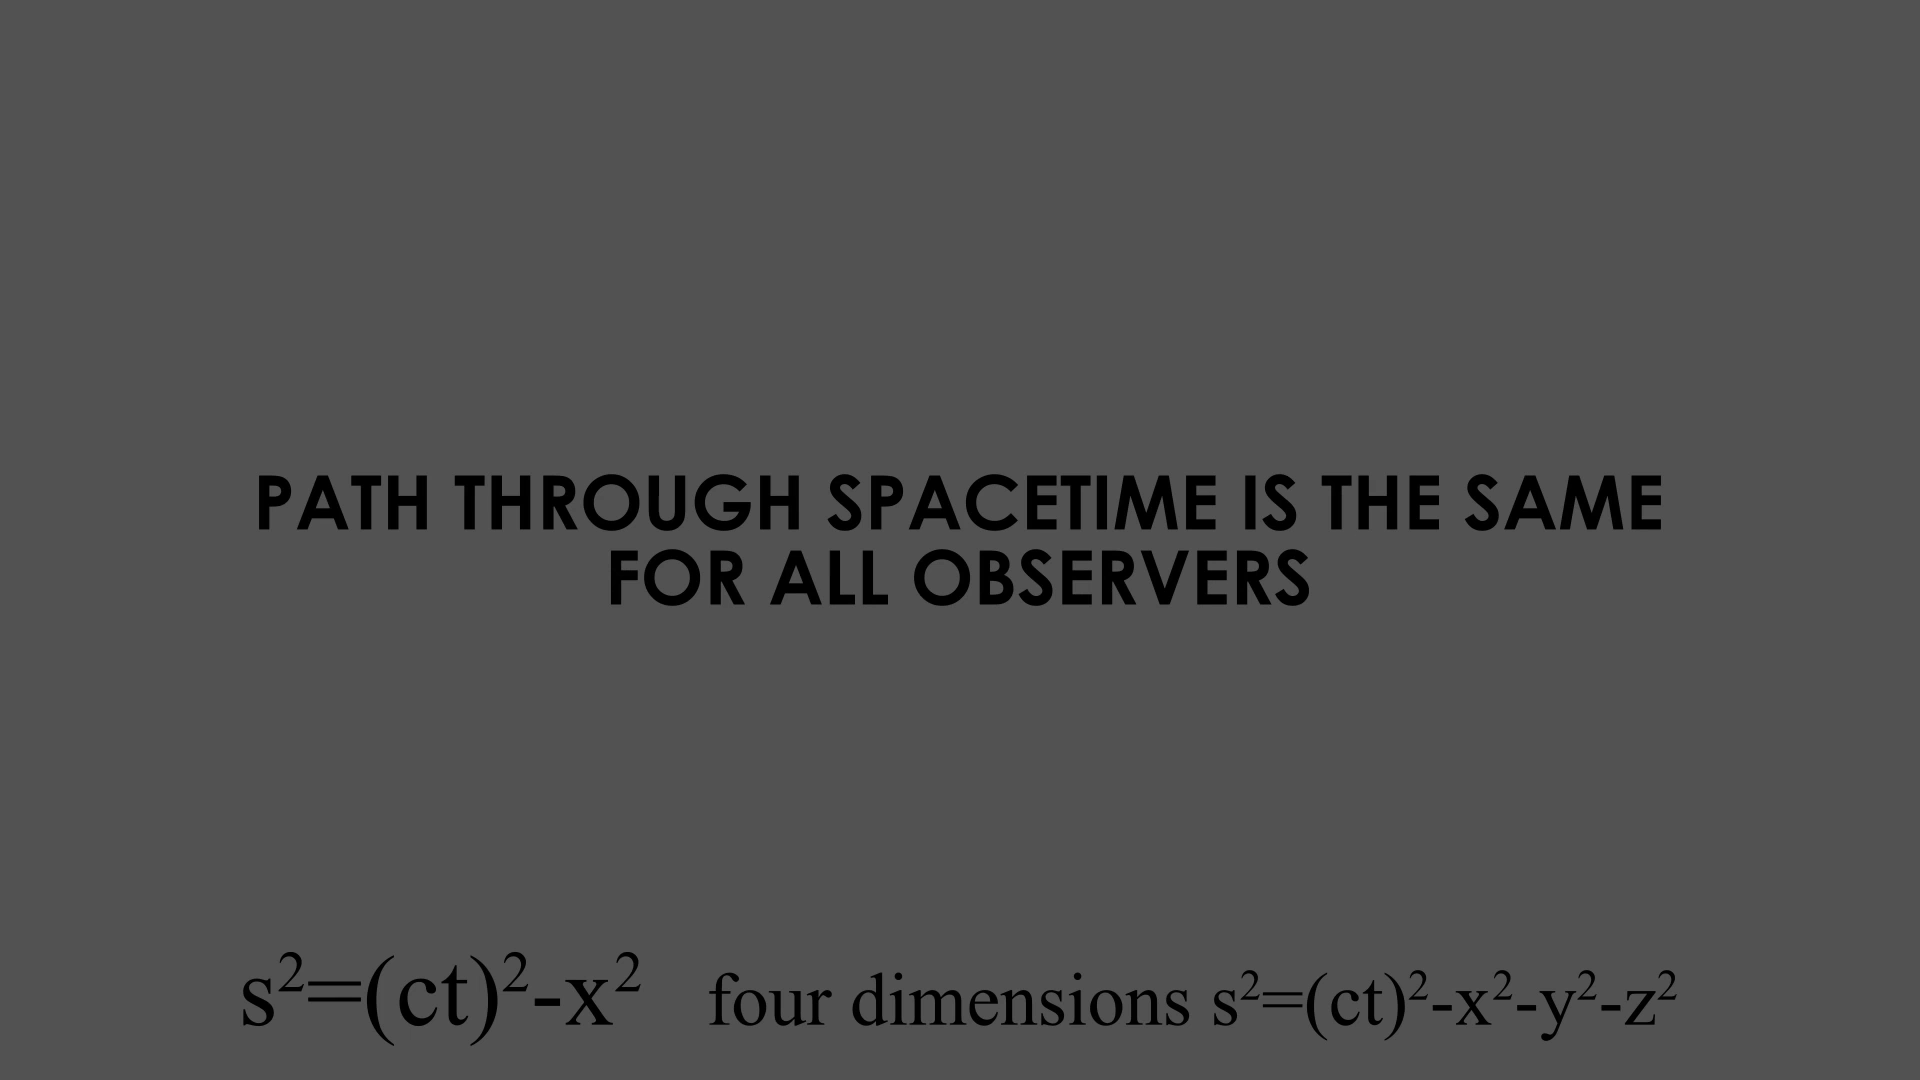 PATH THROUGH SPACETIME IS THE SAME
FOR ALL OBSERVERS
s²=(ct)²-x² four dimensions s²=(ct)²-x²-y²-z²